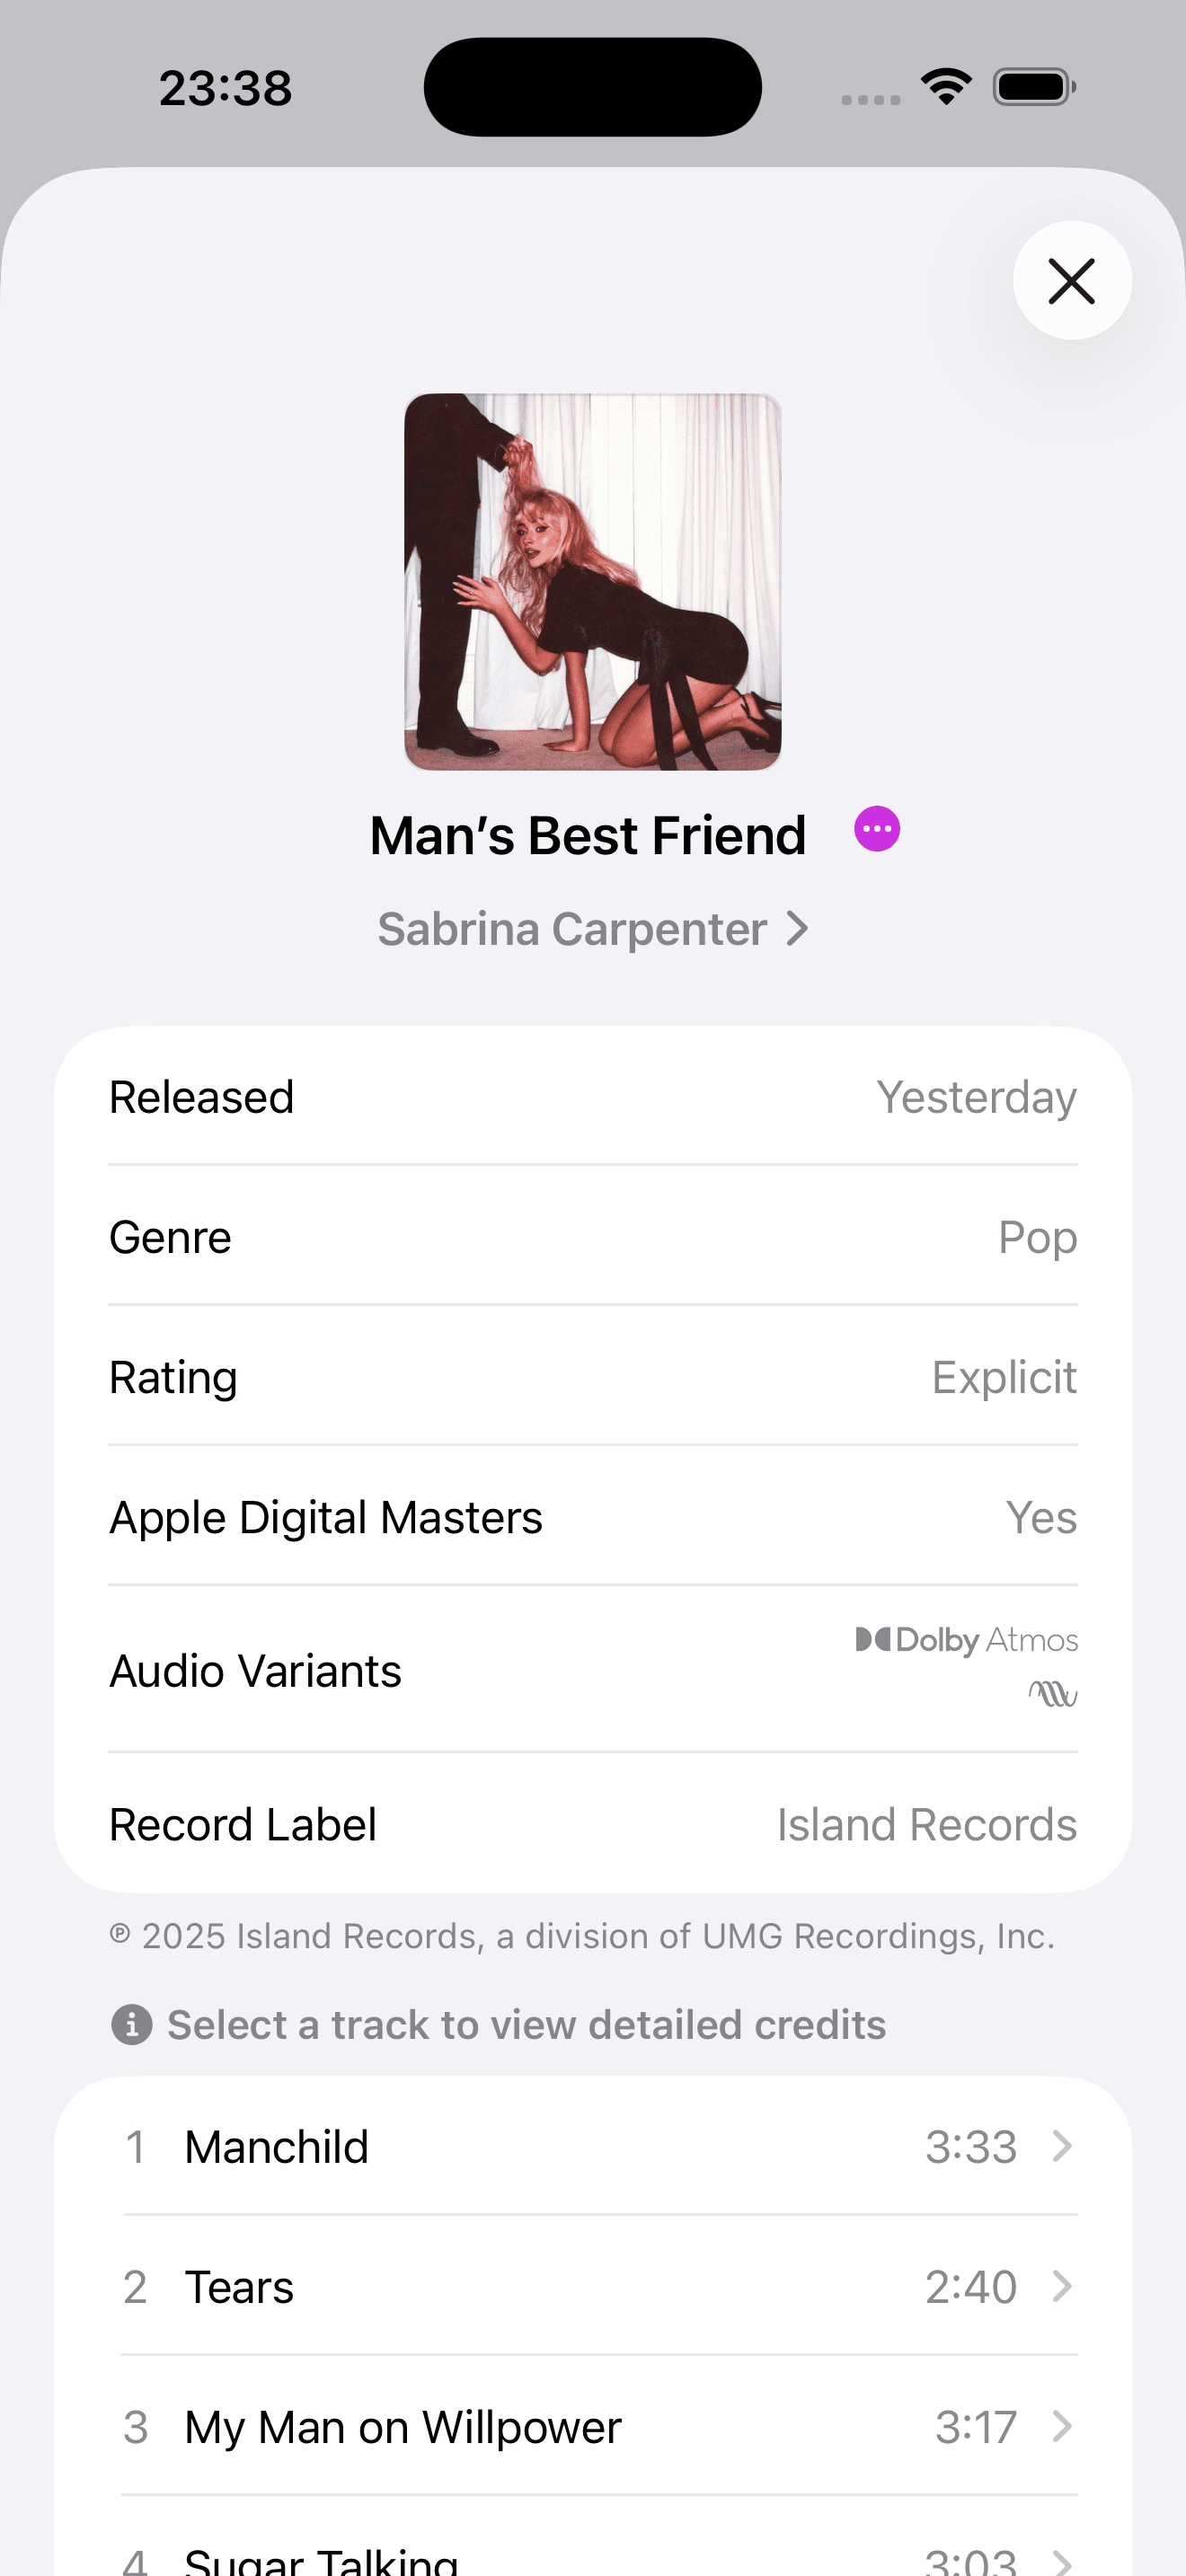 23:38
Man’s Best Friend
Sabrina Carpenter
Released Yesterday
Genre Pop
Rating Explicit
Apple Digital Masters Yes
Audio Variants Dolby Atmos
Record Label Island Records
℗ 2025 Island Records, a division of UMG Recordings, Inc.
Select a track to view detailed credits
1 Manchild 3:33
2 Tears 2:40
3 My Man on Willpower 3:17
4 Sugar Talking 3:03